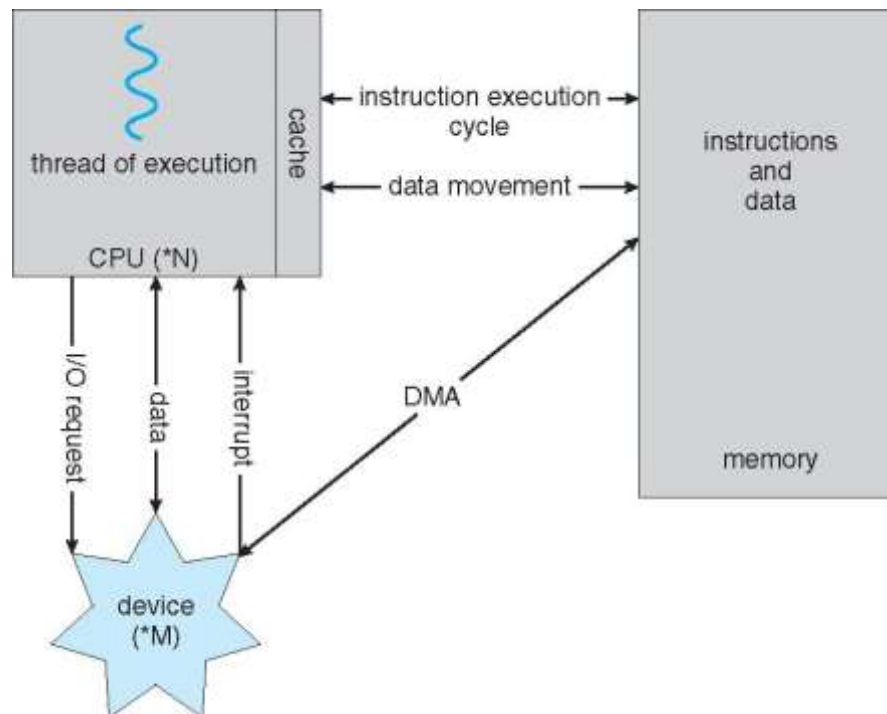 thread of execution
CPU (*N)
cache
instruction execution
cycle
data movement
instructions
and
data
memory
I/O request
data
interrupt
DMA
device
(*M)